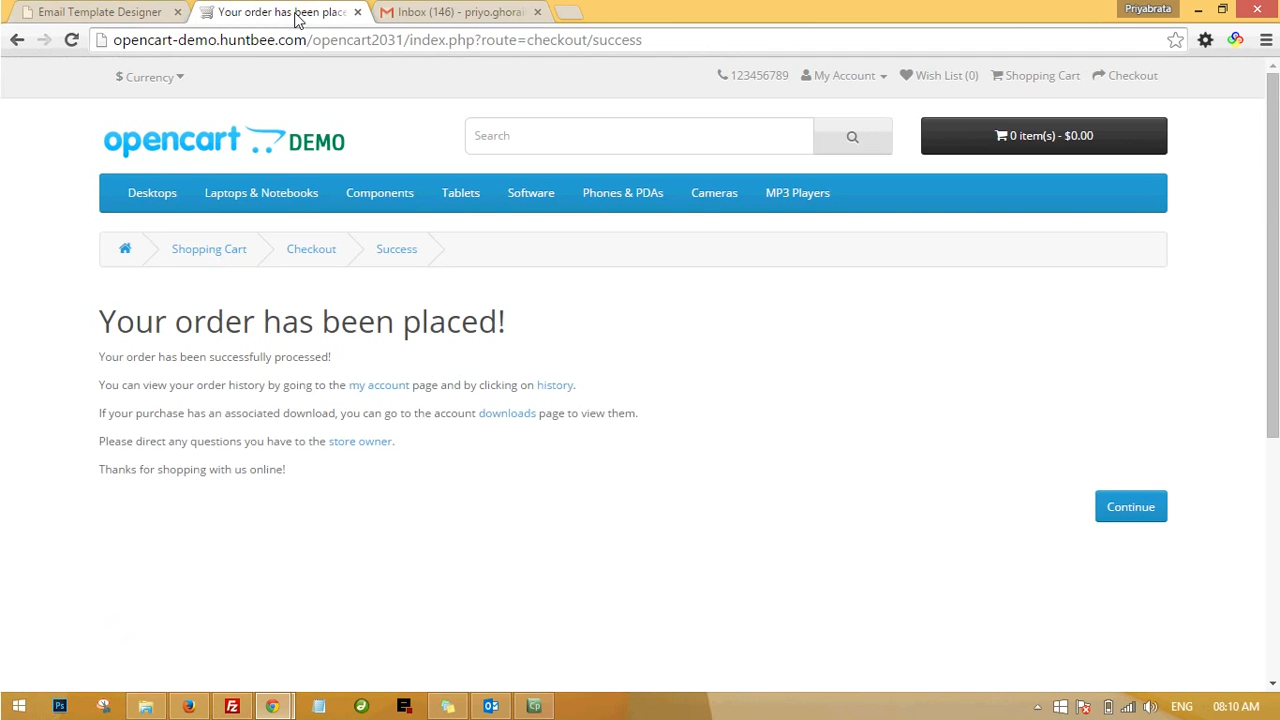 Email Template Designer
Your order has been place
Inbox (146) - priyo.ghorai
Priyabrata
opencart-demo.huntbee.com/opencart2031/index.php?route=checkout/success
$ Currency
123456789
My Account
Wish List (0)
Shopping Cart
Checkout
opencart DEMO
Search
0 item(s) - $0.00
Desktops
Laptops & Notebooks
Components
Tablets
Software
Phones & PDAs
Cameras
MP3 Players
Shopping Cart
Checkout
Success
Your order has been placed!
Your order has been successfully processed!
You can view your order history by going to the my account page and by clicking on history.
If your purchase has an associated download, you can go to the account downloads page to view them.
Please direct any questions you have to the store owner.
Thanks for shopping with us online!
Continue
Ps
Fz
Cp
ENG
08:10 AM